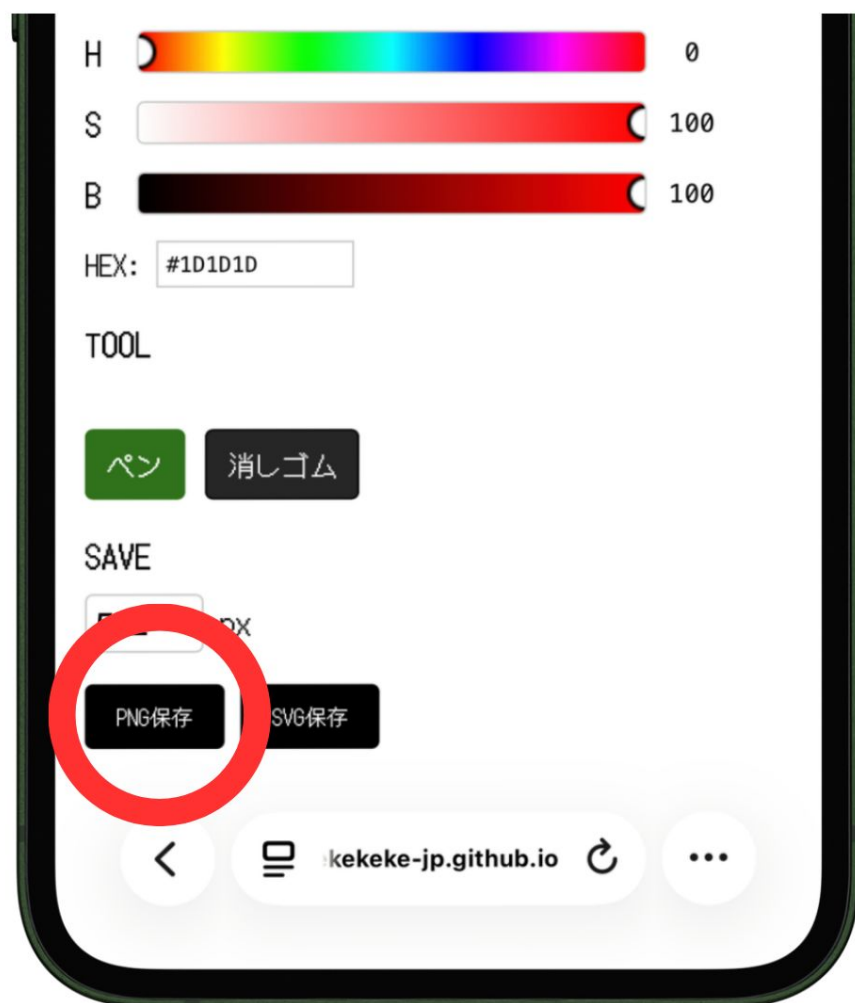 H 0
S 100
B 100
HEX: #1D1D1D
TOOL
ペン 消しゴム
SAVE
px
PNG保存 SVG保存
kekeke-jp.github.io